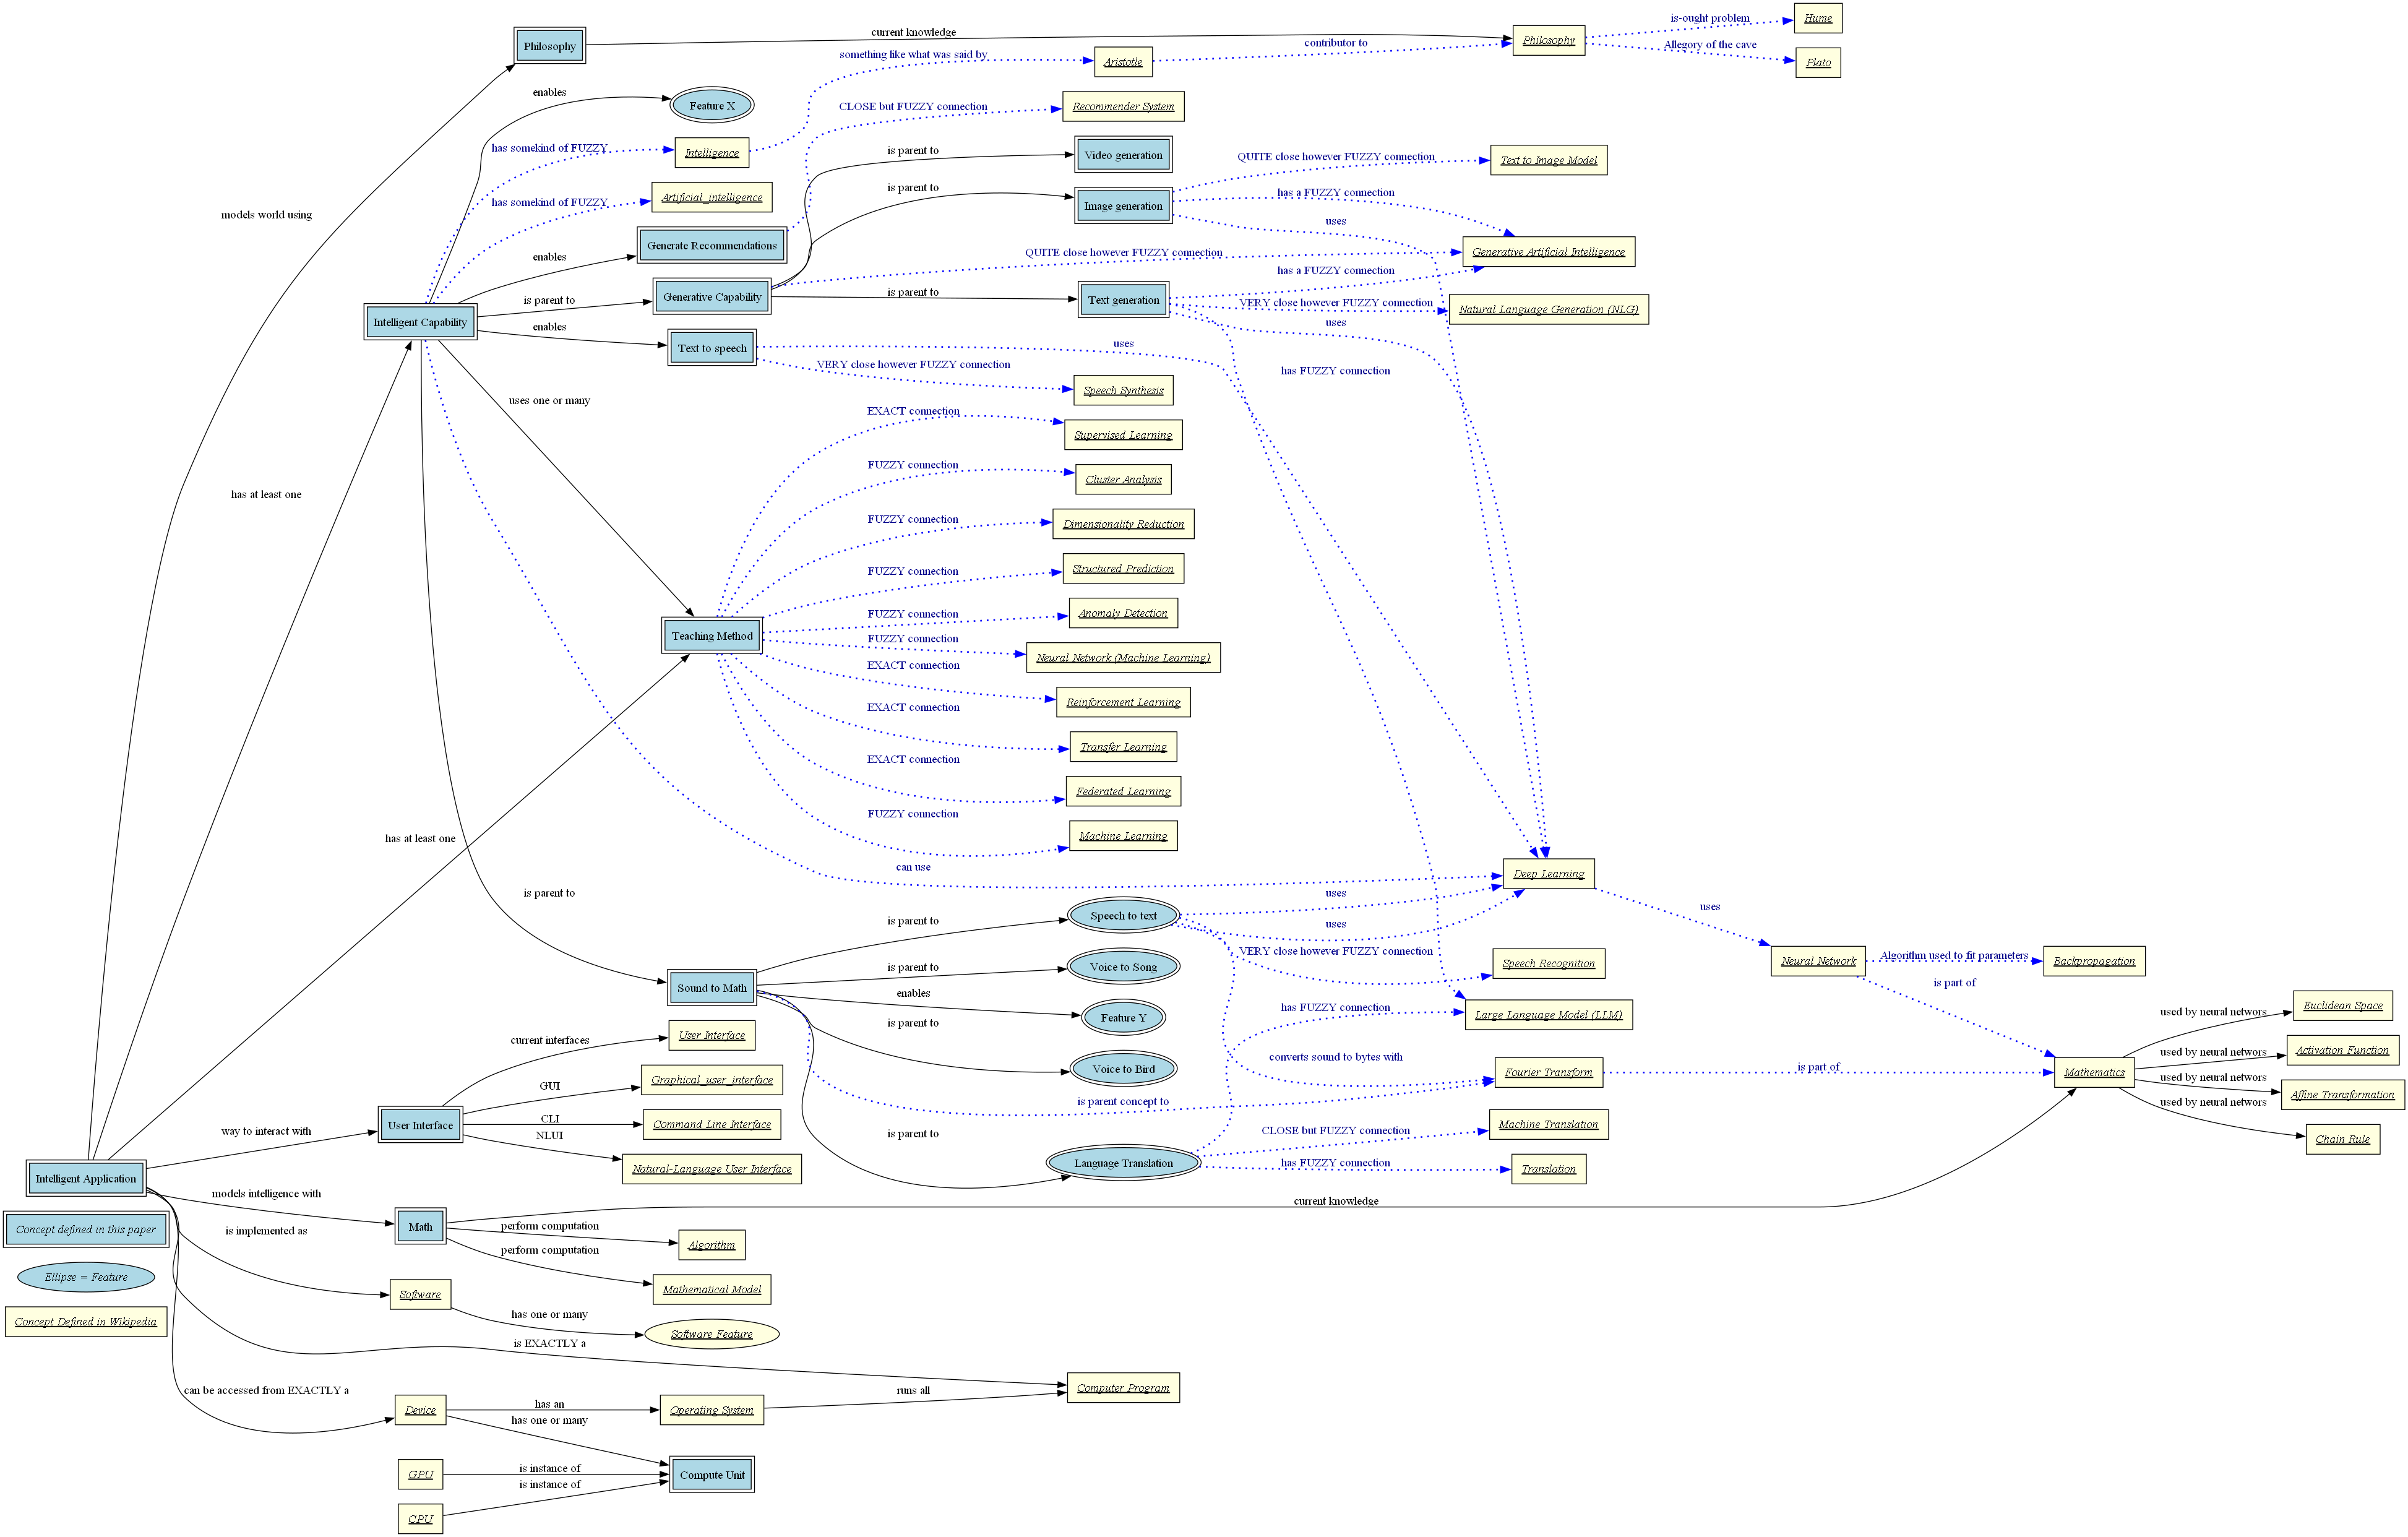 Philosophy
current knowledge
Philosophy
is-ought problem
Hume
Allegory of the cave
Plato
something like what was said by
Aristotle
contributor to
enables
Feature X
CLOSE but FUZZY connection
Recommender System
has somekind of FUZZY
Intelligence
is parent to
Video generation
QUITE close however FUZZY connection
Text to Image Model
has somekind of FUZZY
Artificial_intelligence
is parent to
Image generation
has a FUZZY connection
models world using
uses
enables
Generate Recommendations
QUITE close however FUZZY connection
Generative Artificial Intelligence
has a FUZZY connection
is parent to
Generative Capability
is parent to
Text generation
VERY close however FUZZY connection
Natural Language Generation (NLG)
Intelligent Capability
enables
Text to speech
uses
uses
VERY close however FUZZY connection
has FUZZY connection
Speech Synthesis
uses one or many
EXACT connection
Supervised Learning
FUZZY connection
Cluster Analysis
has at least one
FUZZY connection
Dimensionality Reduction
FUZZY connection
Structured Prediction
FUZZY connection
Anomaly Detection
Teaching Method
FUZZY connection
Neural Network (Machine Learning)
EXACT connection
Reinforcement Learning
EXACT connection
Transfer Learning
EXACT connection
Federated Learning
FUZZY connection
Machine Learning
has at least one
can use
Deep Learning
is parent to
uses
uses
is parent to
Speech to text
uses
VERY close however FUZZY connection
Speech Recognition
Neural Network
Algorithm used to fit parameters
Backpropagation
is parent to
Voice to Song
is part of
Sound to Math
enables
Feature Y
has FUZZY connection
Large Language Model (LLM)
used by neural networs
Euclidean Space
is parent to
User Interface
current interfaces
Voice to Bird
converts sound to bytes with
Fourier Transform
is part of
Mathematics
used by neural networs
Activation Function
used by neural networs
Affine Transformation
used by neural networs
Chain Rule
GUI
Graphical_user_interface
is parent concept to
way to interact with
User Interface
CLI
Command Line Interface
NLUI
Natural-Language User Interface
is parent to
Language Translation
CLOSE but FUZZY connection
Machine Translation
has FUZZY connection
Translation
Intelligent Application
models intelligence with
Math
current knowledge
perform computation
Algorithm
perform computation
Mathematical Model
Concept defined in this paper
is implemented as
Ellipse = Feature
Software
has one or many
Software Feature
Concept Defined in Wikipedia
is EXACTLY a
Computer Program
can be accessed from EXACTLY a
Device
has an
Operating System
runs all
has one or many
GPU
is instance of
Compute Unit
is instance of
CPU